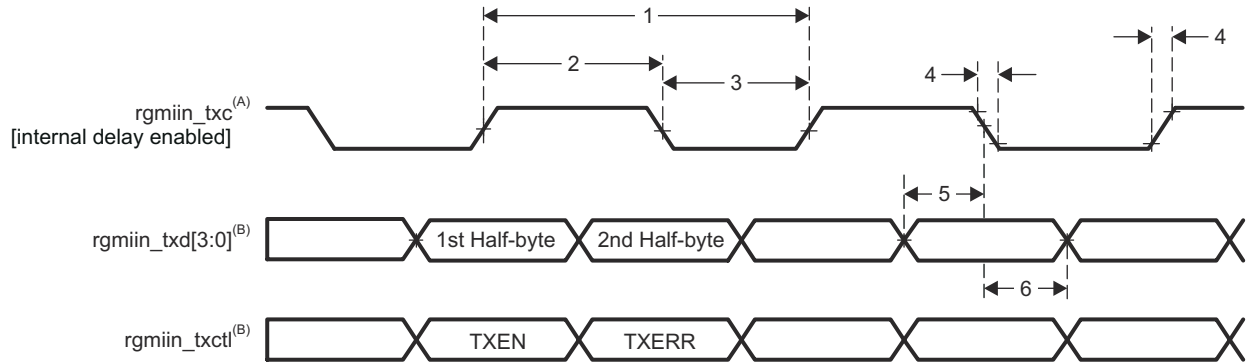 1
2
3
4
4
rgmiin_txc(A)
[internal delay enabled]
5
rgmiin_txd[3:0](B)
1st Half-byte
2nd Half-byte
6
rgmiin_txctl(B)
TXEN
TXERR